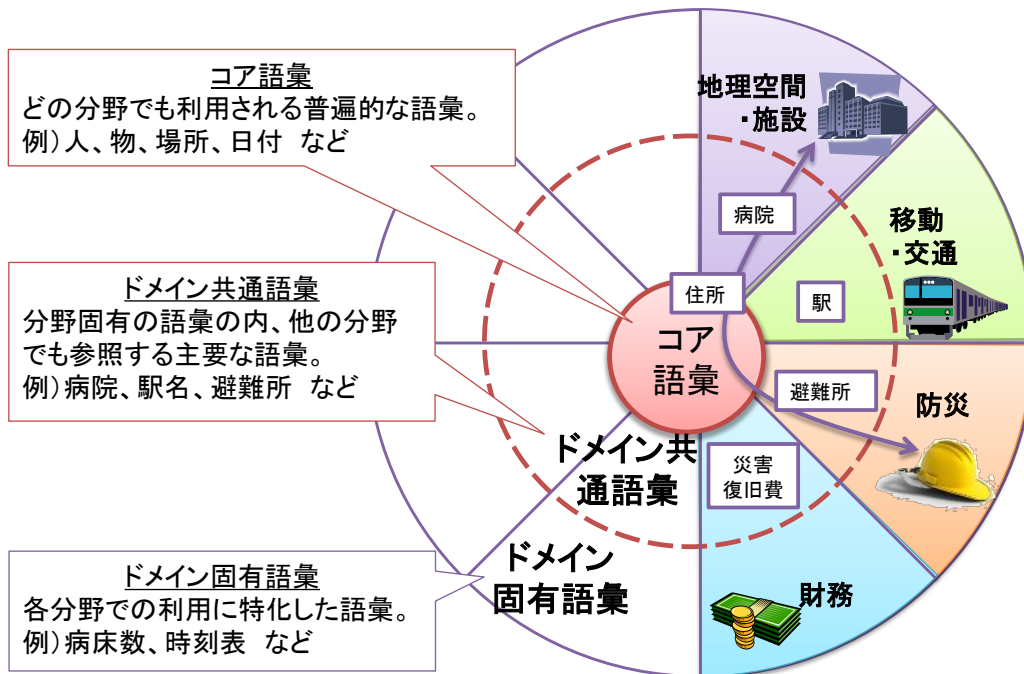 コア語彙
どの分野でも利用される普遍的な語彙。
例）人、物、場所、日付 など
ドメイン共通語彙
分野固有の語彙の内、他の分野
でも参照する主要な語彙。
例）病院、駅名、避難所 など
ドメイン固有語彙
各分野での利用に特化した語彙。
例）病床数、時刻表 など
地理空間
・施設
病院
移動
・交通
駅
住所
コア
語彙
避難所
防災
災害
復旧費
財務
ドメイン共
通語彙
ドメイン
固有語彙